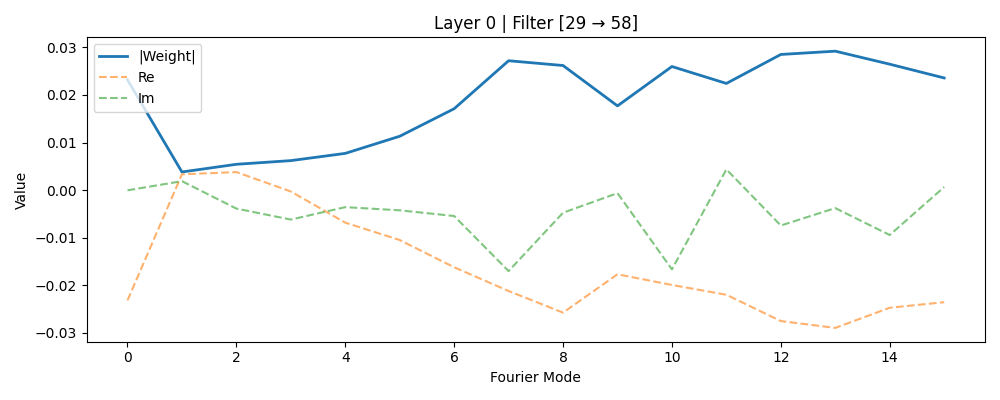 Layer 0 | Filter [29 → 58]
|Weight|
Re
Im
Value
0.03
0.02
0.01
0.00
−0.01
−0.02
−0.03
0 2 4 6 8 10 12 14
Fourier Mode